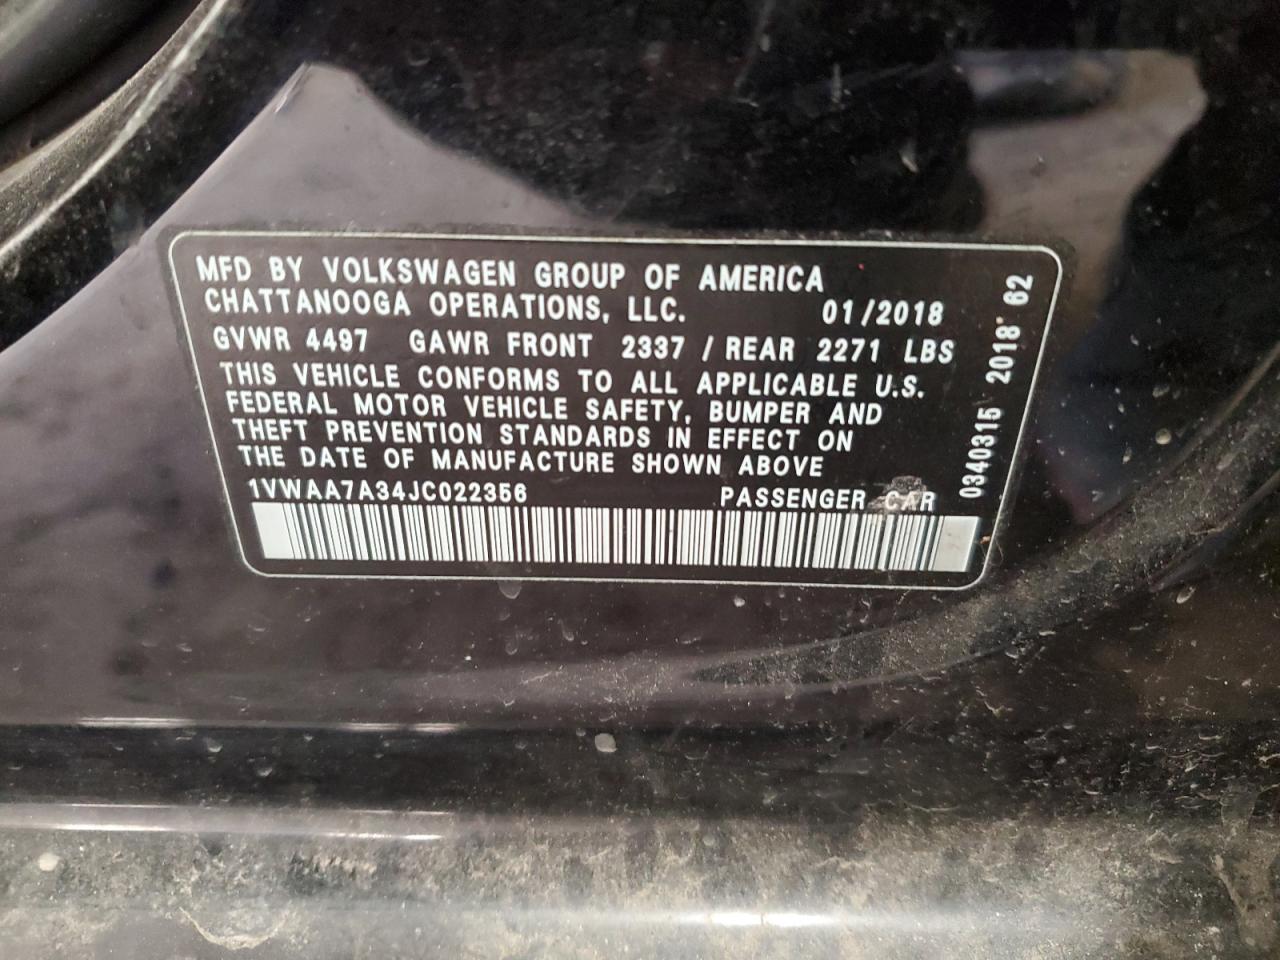 MFD BY VOLKSWAGEN GROUP OF AMERICA
CHATTANOOGA OPERATIONS, LLC. 01/2018
GVWR 4497 GAWR FRONT 2337 / REAR 2271 LBS
THIS VEHICLE CONFORMS TO ALL APPLICABLE U.S.
FEDERAL MOTOR VEHICLE SAFETY, BUMPER AND
THEFT PREVENTION STANDARDS IN EFFECT ON
THE DATE OF MANUFACTURE SHOWN ABOVE
1VWAA7A34JC022356 PASSENGER CAR
0340315 2018 62